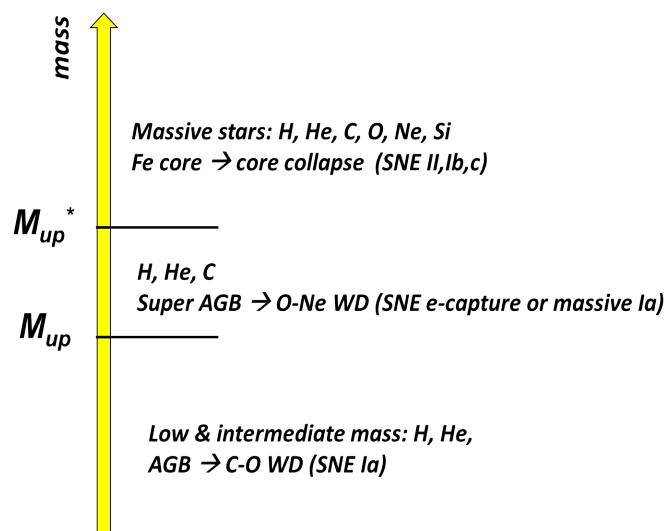 mass
Massive stars: H, He, C, O, Ne, Si
Fe core → core collapse (SNE II,Ib,c)
Mup*
H, He, C
Super AGB → O-Ne WD (SNE e-capture or massive Ia)
Mup
Low & intermediate mass: H, He,
AGB → C-O WD (SNE Ia)